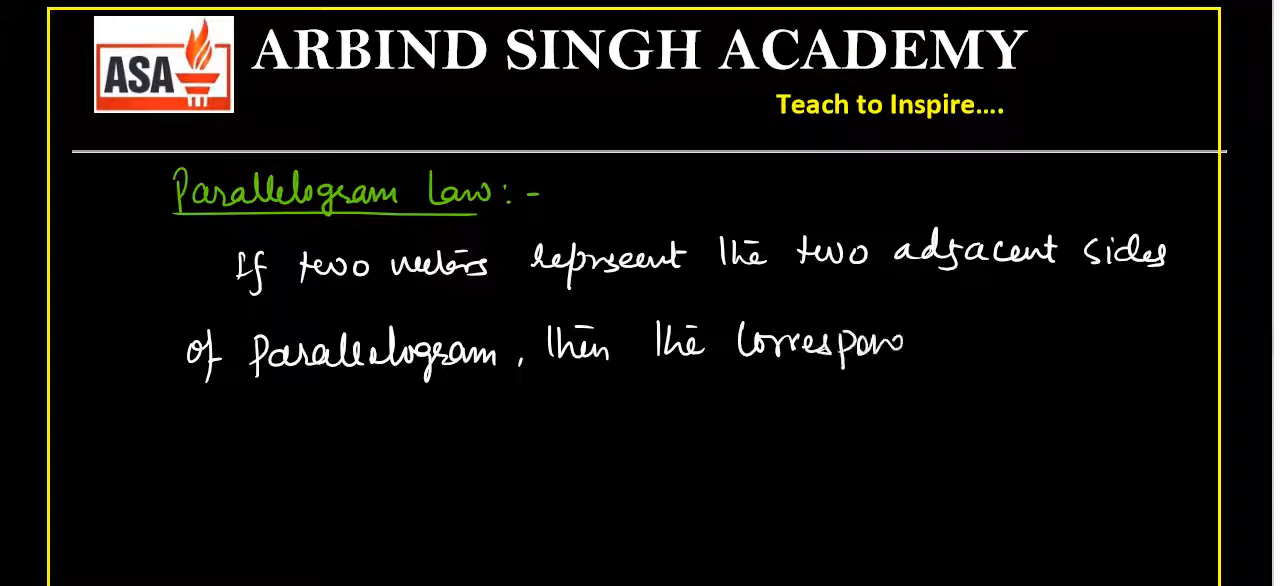 ASA
ARBIND SINGH ACADEMY
Teach to Inspire....
Parallelogram Law:-
If two vectors represent the two adjacent sides
of parallelogram, then the correspon